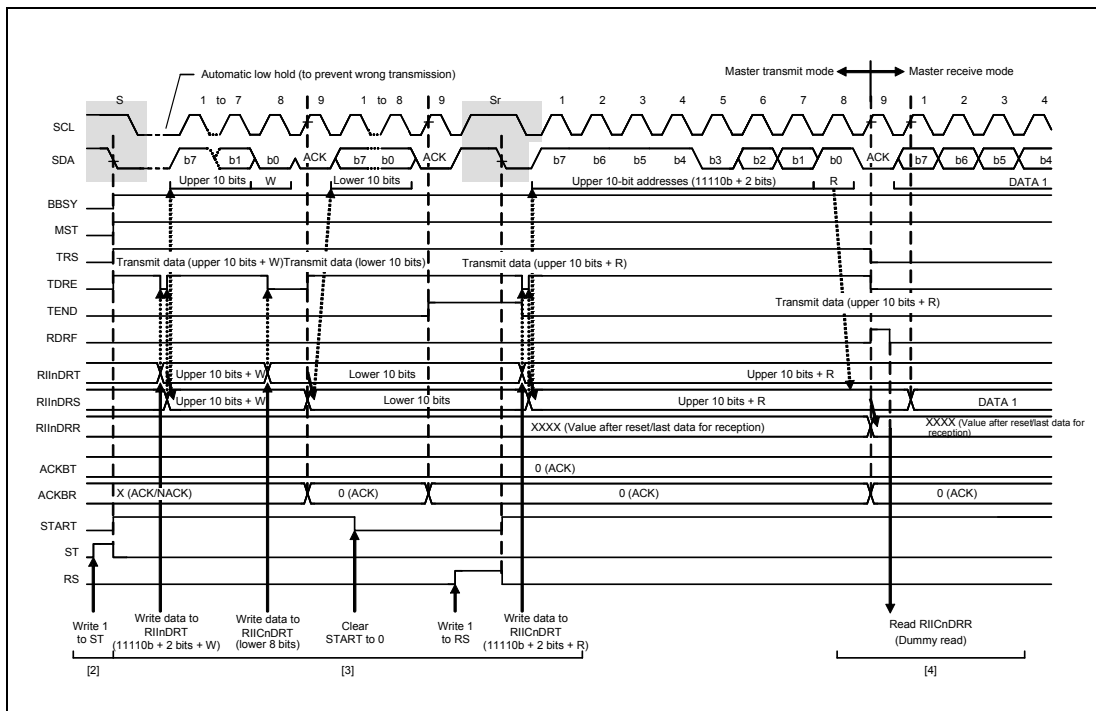 Automatic low hold (to prevent wrong transmission)
Master transmit mode
Master receive mode
S
1 to 7
8
9
1 to 8
9
Sr
1
2
3
4
5
6
7
8
9
1
2
3
4
SCL
SDA
b7
b1
b0
ACK
b7
b0
ACK
b7
b6
b5
b4
b3
b2
b1
b0
ACK
b7
b6
b5
b4
Upper 10 bits
W
Lower 10 bits
Upper 10-bit addresses (11110b + 2 bits)
R
DATA 1
BBSY
MST
TRS
Transmit data (upper 10 bits + W)
Transmit data (lower 10 bits)
Transmit data (upper 10 bits + R)
TDRE
TEND
Transmit data (upper 10 bits + R)
RDRF
RIInDRT
Upper 10 bits + W
Lower 10 bits
Upper 10 bits + R
RIInDRS
Upper 10 bits + W
Lower 10 bits
Upper 10 bits + R
DATA 1
RIInDRR
XXXX (Value after reset/last data for reception)
XXXX (Value after reset/last data for
reception)
ACKBT
0 (ACK)
ACKBR
X (ACK/NACK)
0 (ACK)
0 (ACK)
0 (ACK)
START
ST
RS
Write 1
to ST
Write data to
RIInDRT
(11110b + 2 bits + W)
Write data to
RIICnDRT
(lower 8 bits)
Clear
START to 0
Write 1
to RS
Write data to
RIICnDRT
(11110b + 2 bits + R)
Read RIICnDRR
(Dummy read)
[2]
[3]
[4]